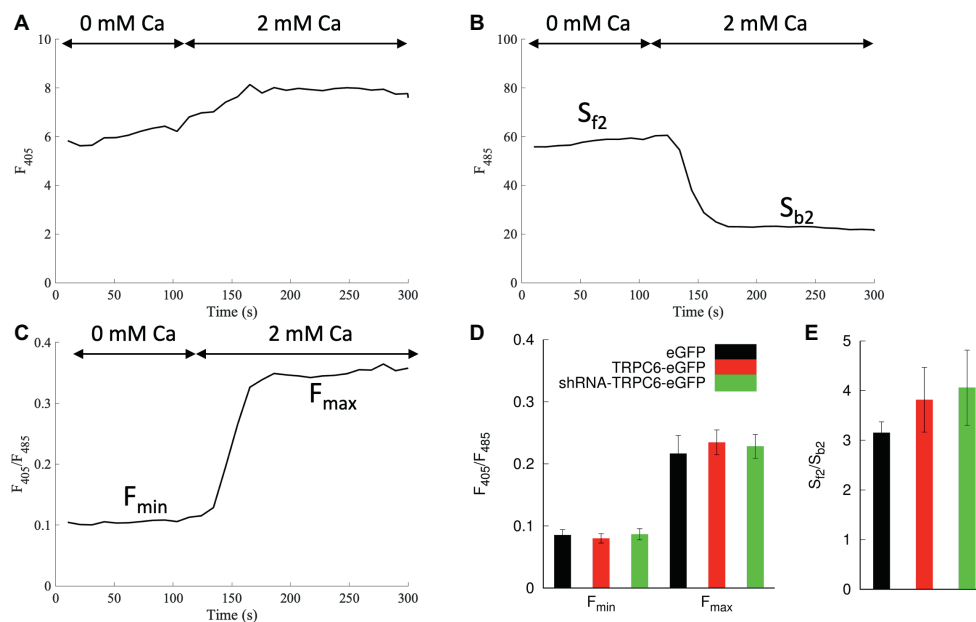 A
0 mM Ca
2 mM Ca
10
8
6
4
2
0
F405
0
50
100
150
200
250
300
Time (s)
B
0 mM Ca
2 mM Ca
100
80
60
40
20
0
F485
Sf2
Sb2
0
50
100
150
200
250
300
Time (s)
C
0 mM Ca
2 mM Ca
0.4
0.3
0.2
0.1
0
F405/F485
Fmin
Fmax
0
50
100
150
200
250
300
Time (s)
D
eGFP
TRPC6-eGFP
shRNA-TRPC6-eGFP
0.4
0.3
0.2
0.1
0
F405/F485
Fmin
Fmax
E
5
4
3
2
1
0
Sf2/Sb2